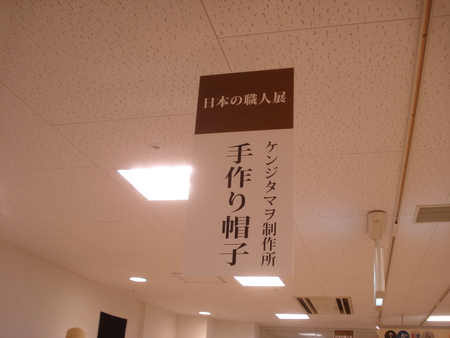 日本の職人展
ケンジタマヲ制作所
手作り帽子